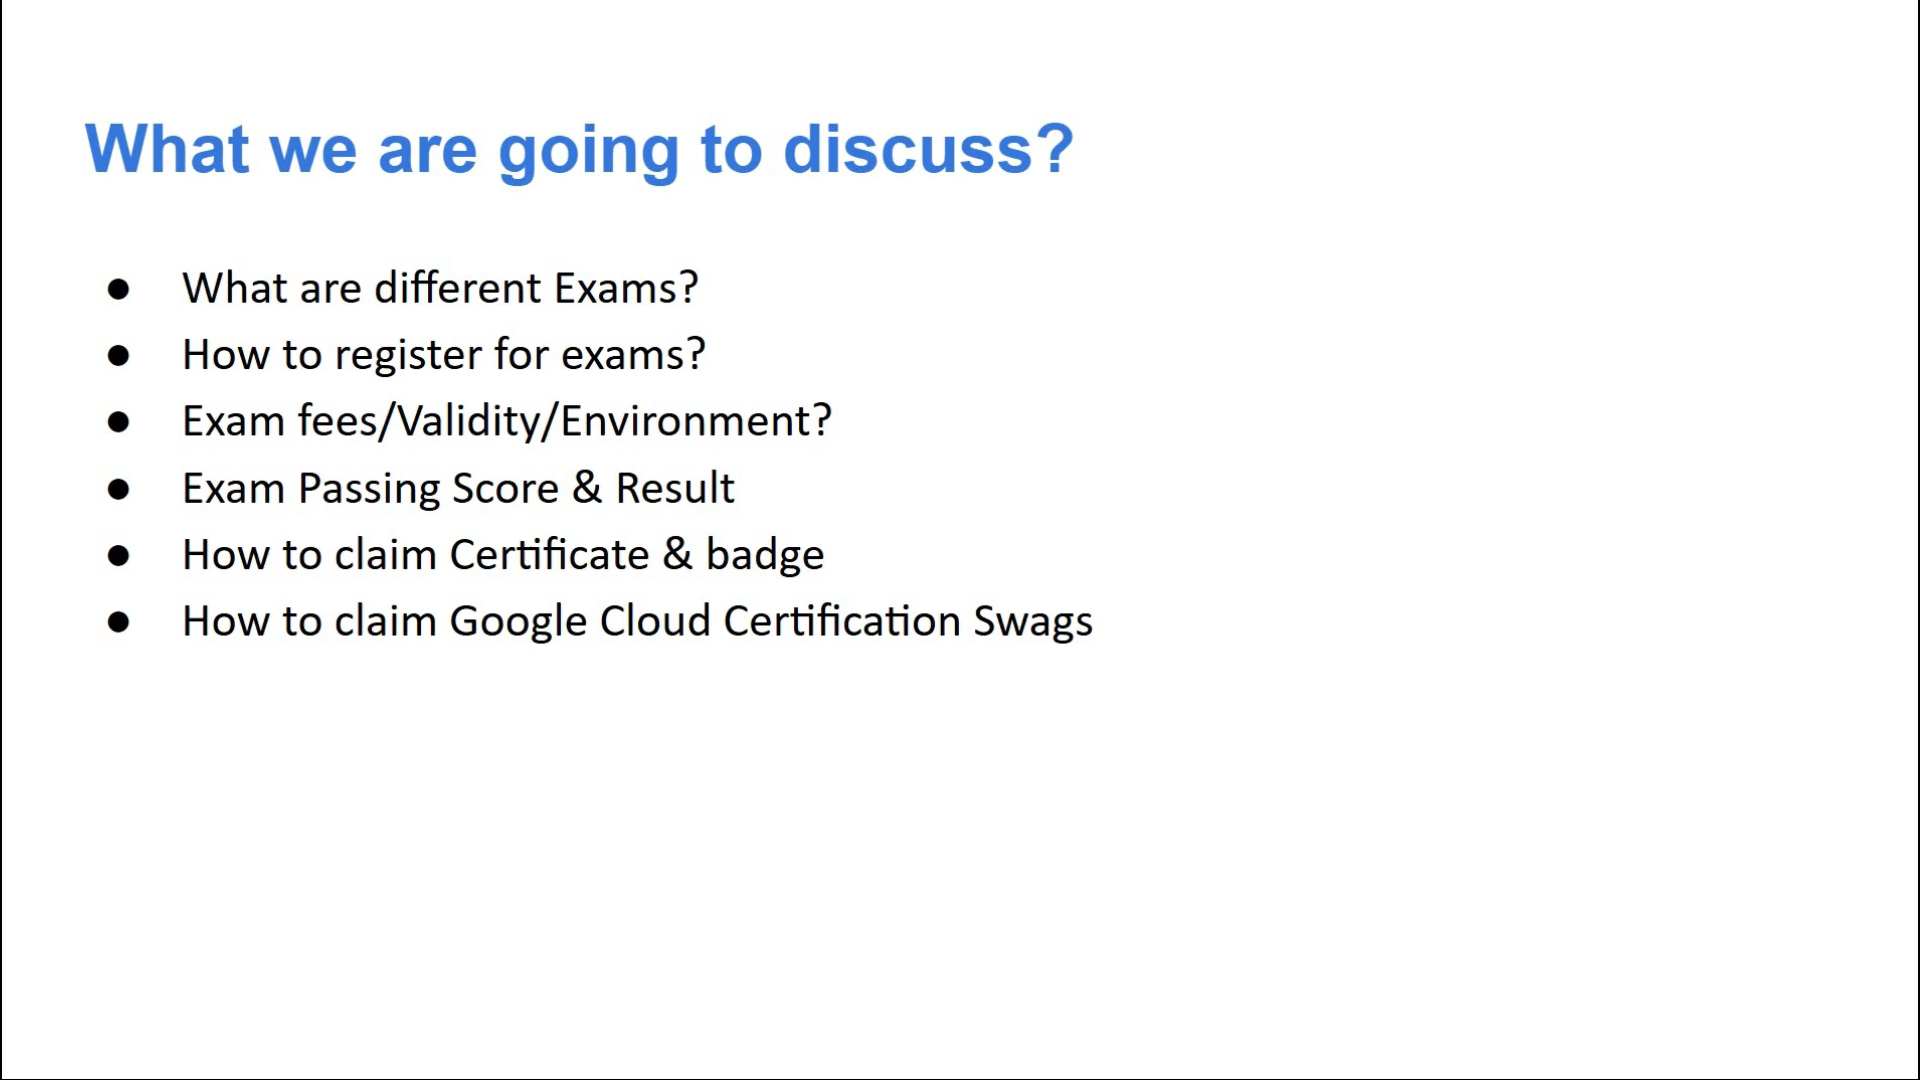 What we are going to discuss?
● What are different Exams?
● How to register for exams?
● Exam fees/Validity/Environment?
● Exam Passing Score & Result
● How to claim Certificate & badge
● How to claim Google Cloud Certification Swags